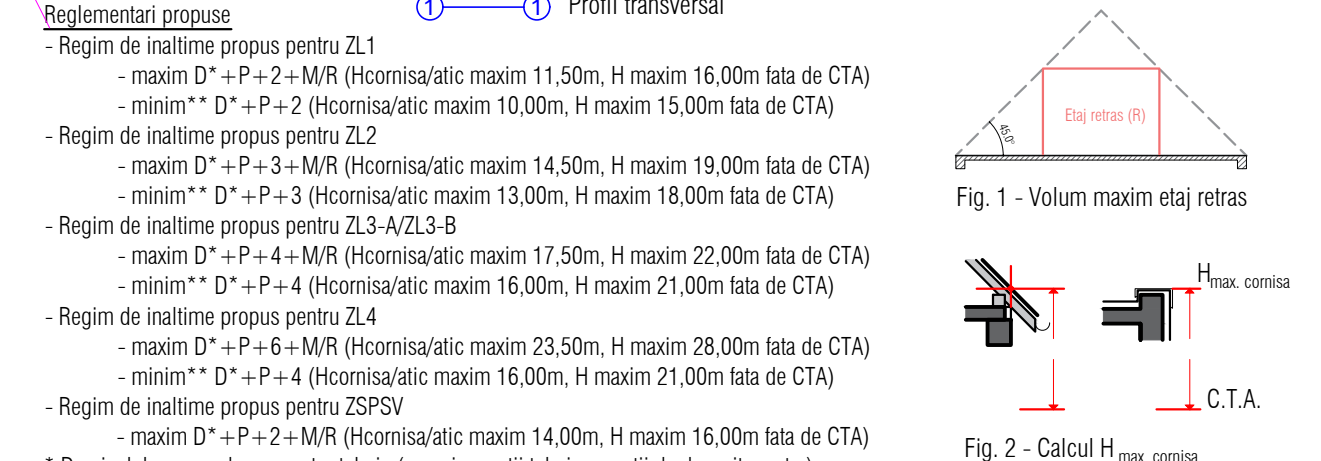 Reglementari propuse
1 1 Profil transversal
- Regim de inaltime propus pentru ZL1
- maxim D*+P+2+M/R (Hcornisa/atic maxim 11,50m, H maxim 16,00m fata de CTA)
- minim** D*+P+2 (Hcornisa/atic maxim 10,00m, H maxim 15,00m fata de CTA)
- Regim de inaltime propus pentru ZL2
- maxim D*+P+3+M/R (Hcornisa/atic maxim 14,50m, H maxim 19,00m fata de CTA)
- minim** D*+P+3 (Hcornisa/atic maxim 13,00m, H maxim 18,00m fata de CTA)
- Regim de inaltime propus pentru ZL3-A/ZL3-B
- maxim D*+P+4+M/R (Hcornisa/atic maxim 17,50m, H maxim 22,00m fata de CTA)
- minim** D*+P+4 (Hcornisa/atic maxim 16,00m, H maxim 21,00m fata de CTA)
- Regim de inaltime propus pentru ZL4
- maxim D*+P+6+M/R (Hcornisa/atic maxim 23,50m, H maxim 28,00m fata de CTA)
- minim** D*+P+4 (Hcornisa/atic maxim 16,00m, H maxim 21,00m fata de CTA)
- Regim de inaltime propus pentru ZSPSV
- maxim D*+P+2+M/R (Hcornisa/atic maxim 14,00m, H maxim 16,00m fata de CTA)
Etaj retras (R)
45.0°
Fig. 1 - Volum maxim etaj retras
Hmax. cornisa
C.T.A.
Fig. 2 - Calcul H max. cornisa